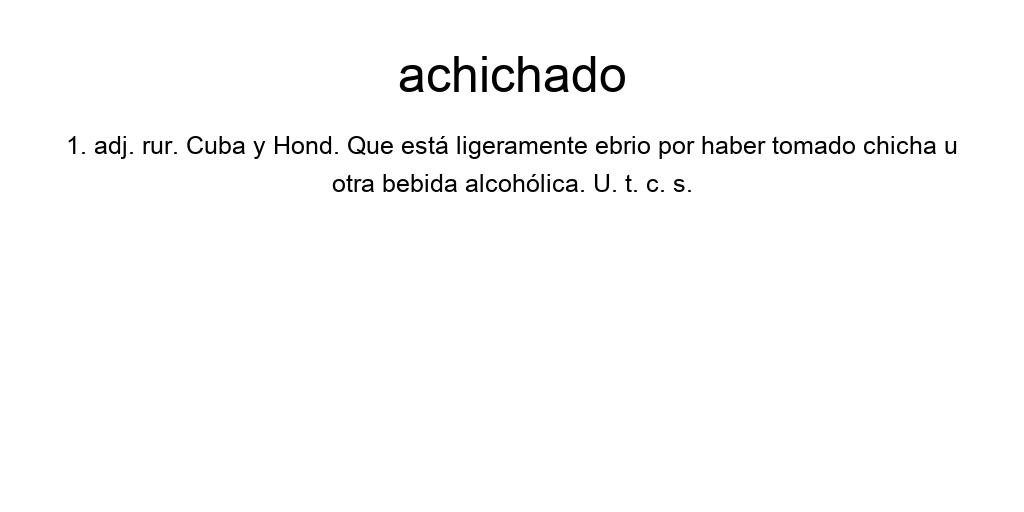 achichado
1. adj. rur. Cuba y Hond. Que está ligeramente ebrio por haber tomado chicha u
otra bebida alcohólica. U. t. c. s.